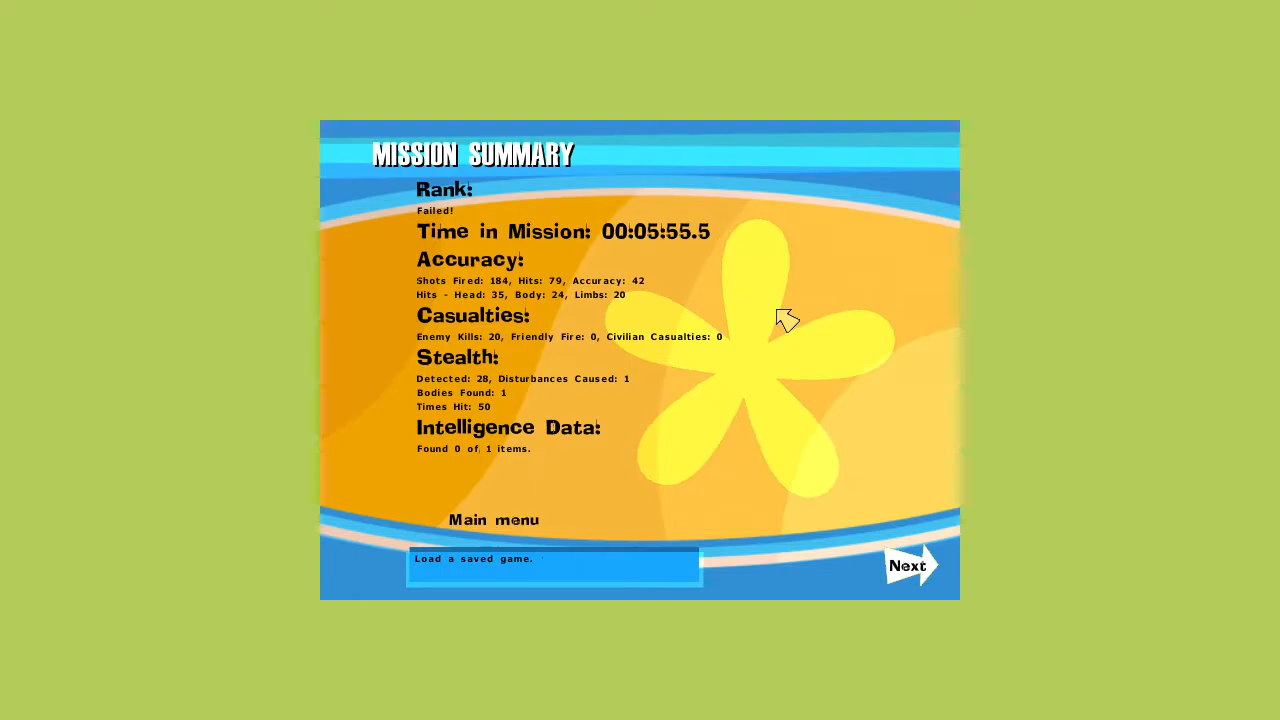 MISSION SUMMARY
Rank:
Failed!
Time in Mission: 00:05:55.5
Accuracy:
Shots Fired: 184, Hits: 79, Accuracy: 42
Hits - Head: 35, Body: 24, Limbs: 20
Casualties:
Enemy Kills: 20, Friendly Fire: 0, Civilian Casualties: 0
Stealth:
Detected: 28, Disturbances Caused: 1
Bodies Found: 1
Times Hit: 50
Intelligence Data:
Found 0 of 1 items.
Main menu
Load a saved game.
Next